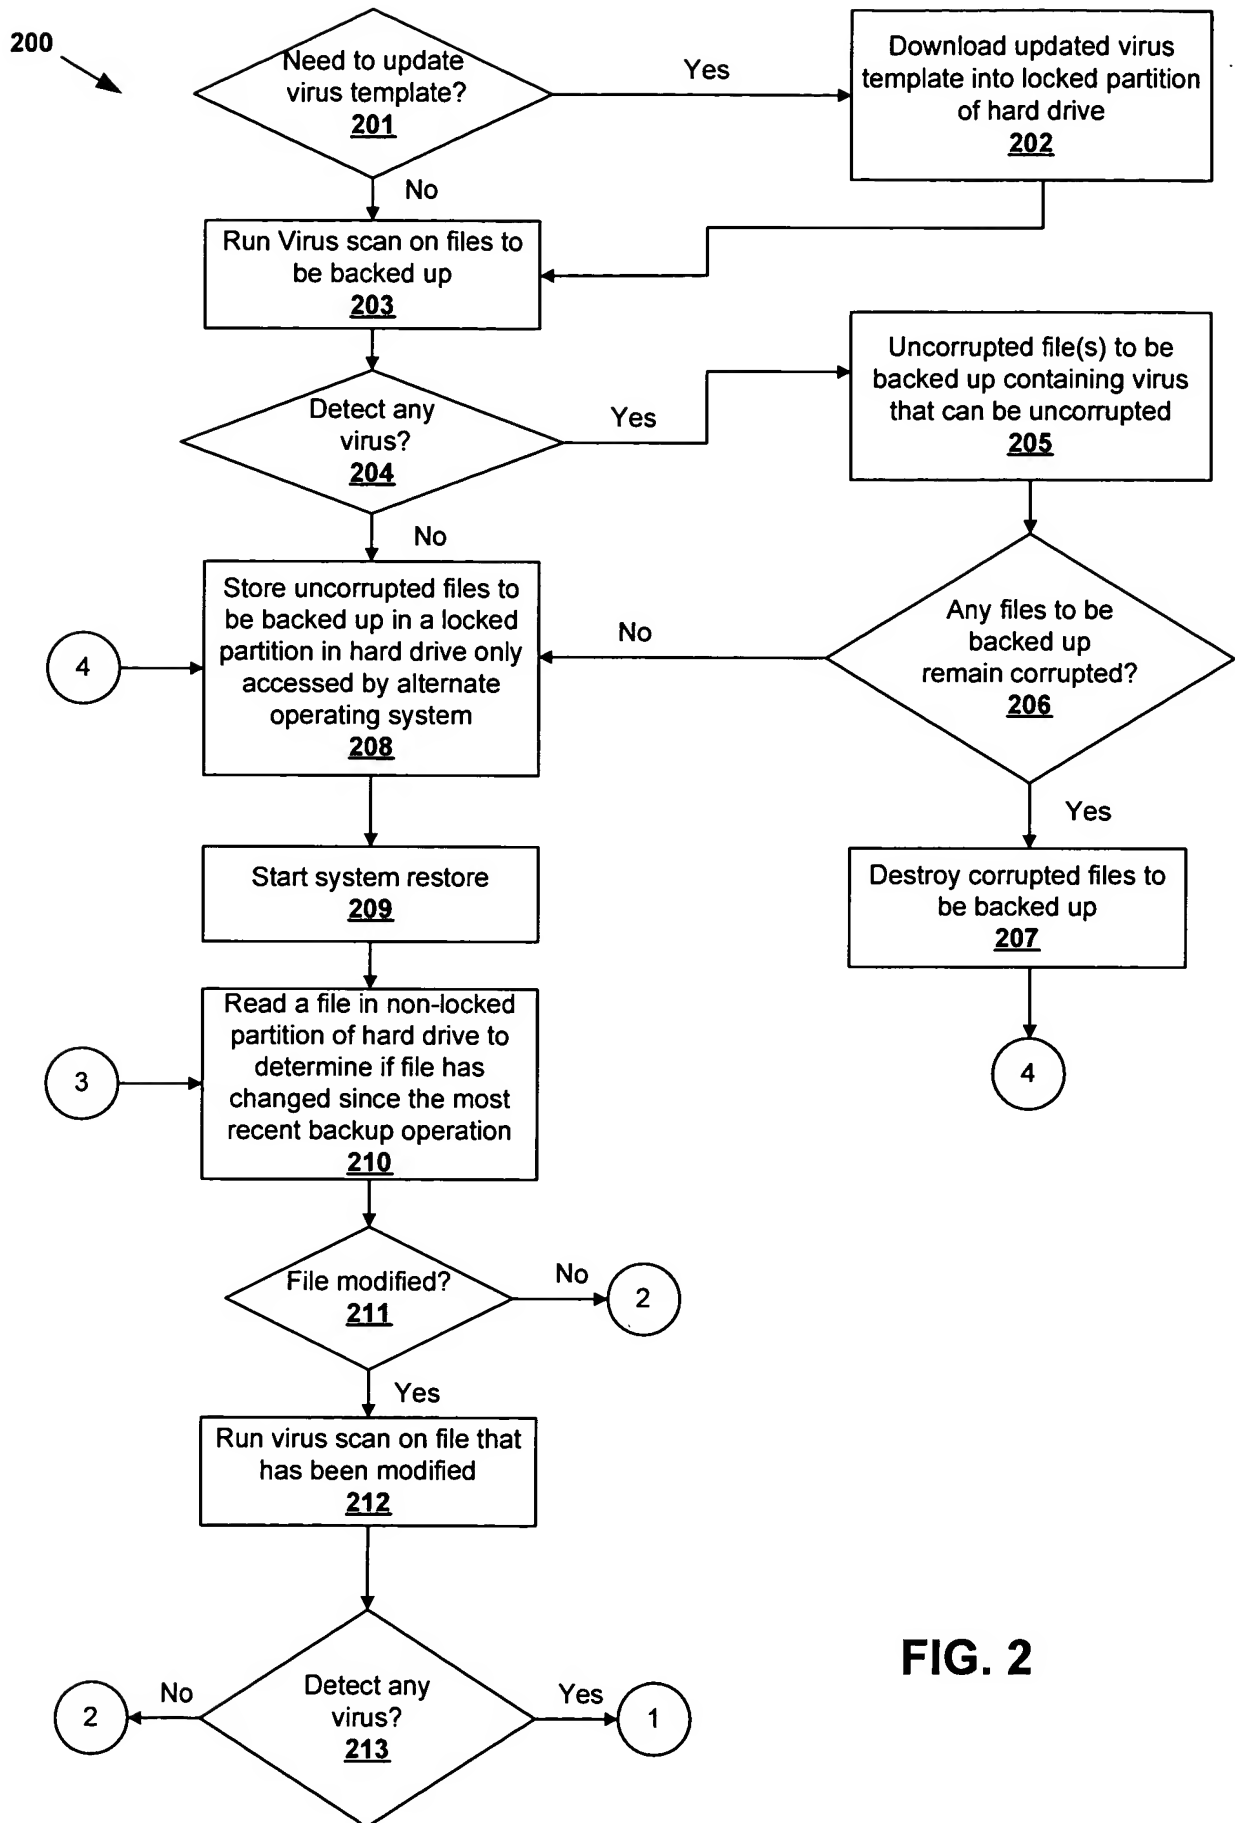 200
Need to update
virus template?
201
Yes
Download updated virus
template into locked partition
of hard drive
202
No
Run Virus scan on files to
be backed up
203
Detect any
virus?
204
Yes
Uncorrupted file(s) to be
backed up containing virus
that can be uncorrupted
205
No
Store uncorrupted files to
be backed up in a locked
partition in hard drive only
accessed by alternate
operating system
208
4
No
Any files to be
backed up
remain corrupted?
206
Yes
Start system restore
209
Destroy corrupted files to
be backed up
207
4
Read a file in non-locked
partition of hard drive to
determine if file has
changed since the most
recent backup operation
210
3
File modified?
211
No
2
Yes
Run virus scan on file that
has been modified
212
Detect any
virus?
213
No
2
Yes
1
FIG. 2